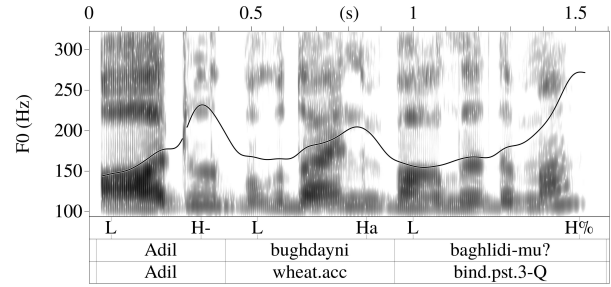 0 0.5 (s) 1 1.5
300
250
F0 (Hz)
200
150
100
L H- L Ha L H%
Adil bughdayni baghlidi-mu?
Adil wheat.acc bind.pst.3-Q